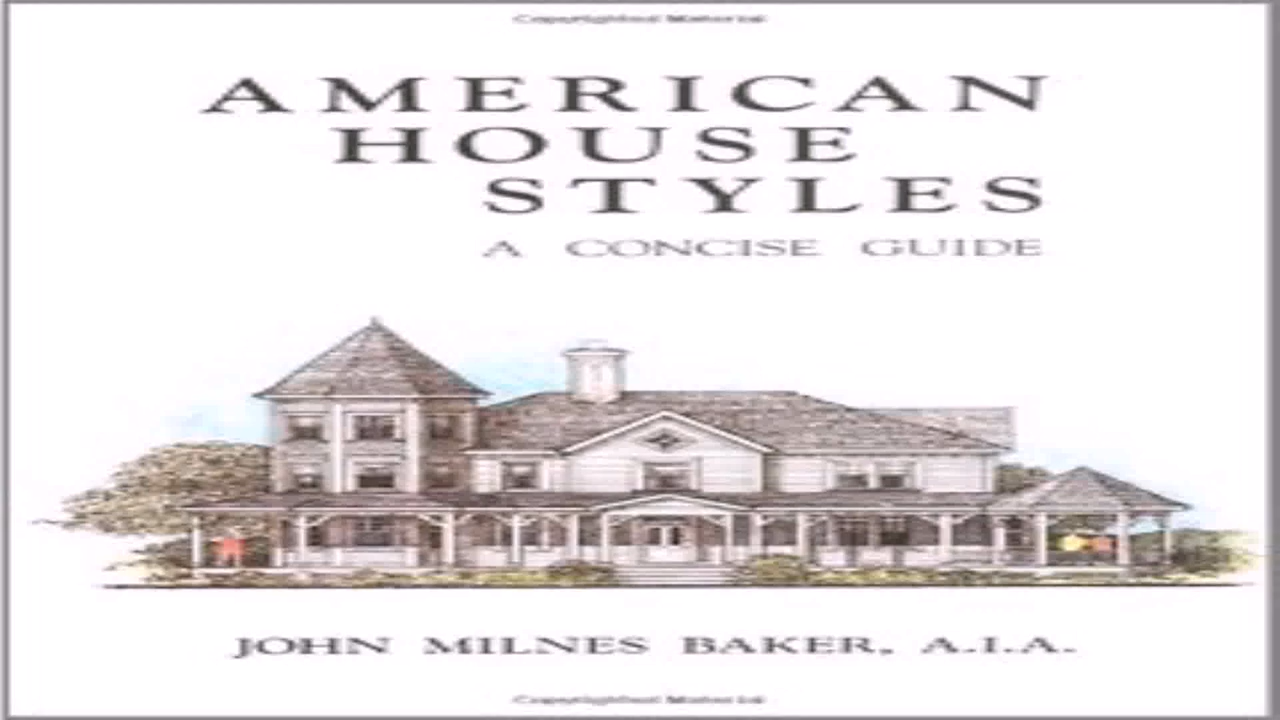 Copyrighted Material
AMERICAN
HOUSE
STYLES
A CONCISE GUIDE
JOHN MILNES BAKER, A.I.A.
Copyrighted Material